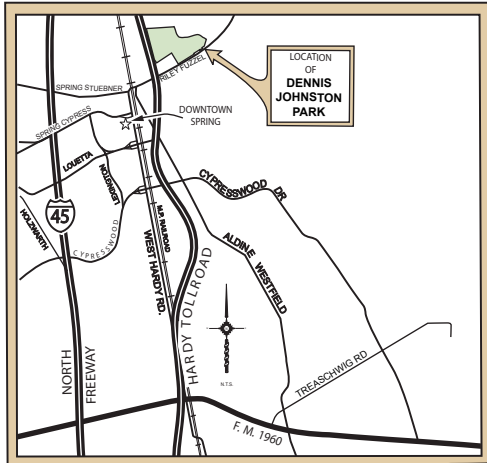 LOCATION
OF
DENNIS
JOHNSTON
PARK
RILEY FUZZEL
SPRING STUEBNER
DOWNTOWN
SPRING
SPRING CYPRESS
LOUETTA
LEDGINGTON
CYPRESSWOOD DR
45
HOLZWARTH
CYPRESSWOOD
M.P. RAILROAD
WEST HARDY RD.
HARDY TOLLROAD
ALDINE WESTFIELD
NORTH
FREEWAY
N.T.S.
TREASCHWIG RD
F. M. 1960